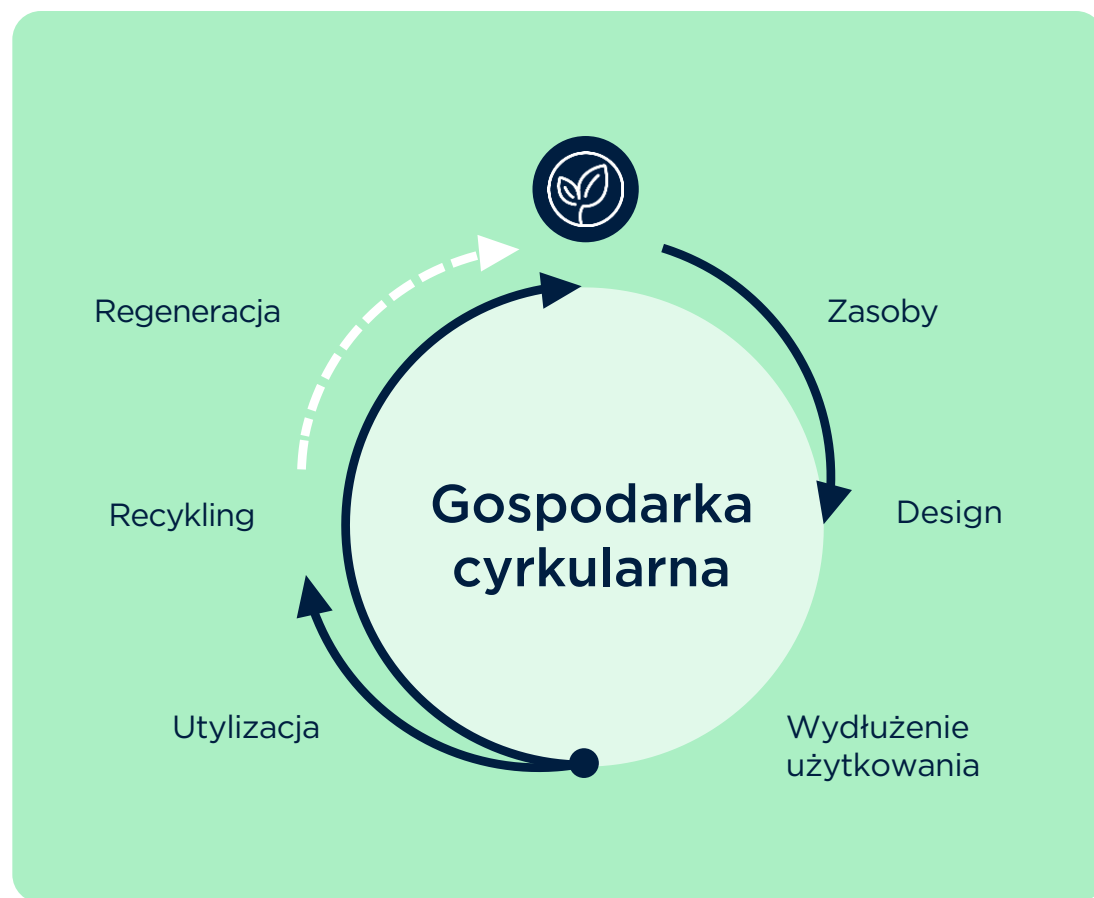 Regeneracja
Zasoby
Gospodarka
cyrkularna
Recykling
Design
Utylizacja
Wydłużenie
użytkowania